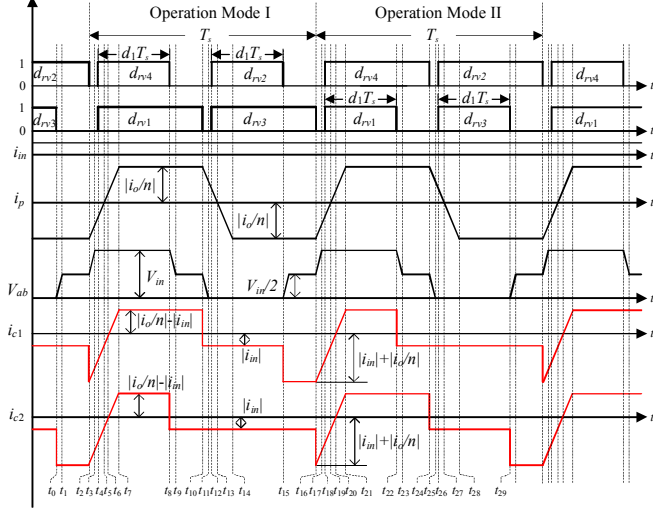 Operation Mode I Operation Mode II
T_s T_s
d_1T_s d_1T_s
1 d_rv2 d_rv4 d_rv2 d_rv4 d_rv2 d_rv4
0 t
d_1T_s d_1T_s
1 d_rv3 d_rv1 d_rv3 d_rv1 d_rv3 d_rv1
0 t
i_in t
i_p |i_o/n| |i_o/n| t
V_ab V_in V_in/2 t
i_c1 |i_o/n|-|i_in| |i_in| |i_in|+|i_o/n| t
|i_o/n|-|i_in| |i_in|
i_c2 |i_in|+|i_o/n| t
t_0 t_1 t_2 t_3 t_4 t_5 t_6 t_7 t_8 t_9 t_10 t_11 t_12 t_13 t_14 t_15 t_16 t_17 t_18 t_19 t_20 t_21 t_22 t_23 t_24 t_25 t_26 t_27 t_28 t_29